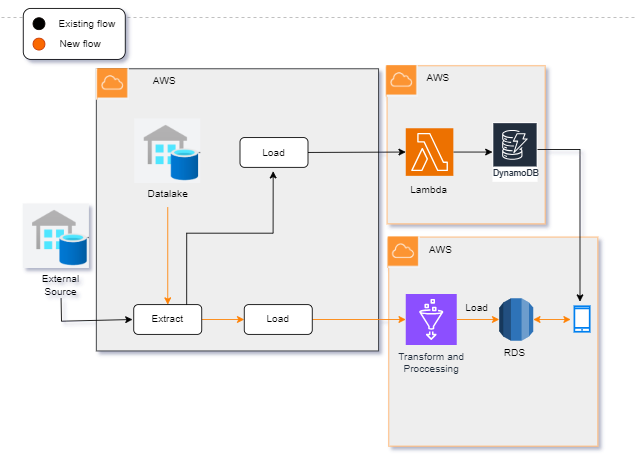 Existing flow
New flow
AWS
AWS
Datalake
Load
Lambda
DynamoDB
External
Source
Extract
Load
AWS
Load
Transform and
Proccessing
RDS